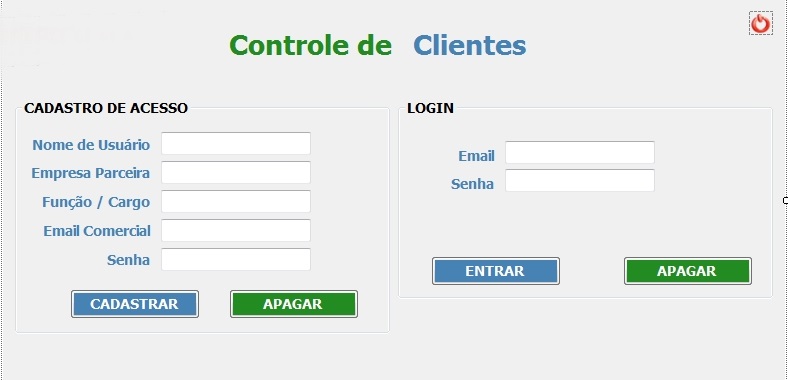 Controle de Clientes
CADASTRO DE ACESSO
Nome de Usuário
Empresa Parceira
Função / Cargo
Email Comercial
Senha
CADASTRAR
APAGAR
LOGIN
Email
Senha
ENTRAR
APAGAR